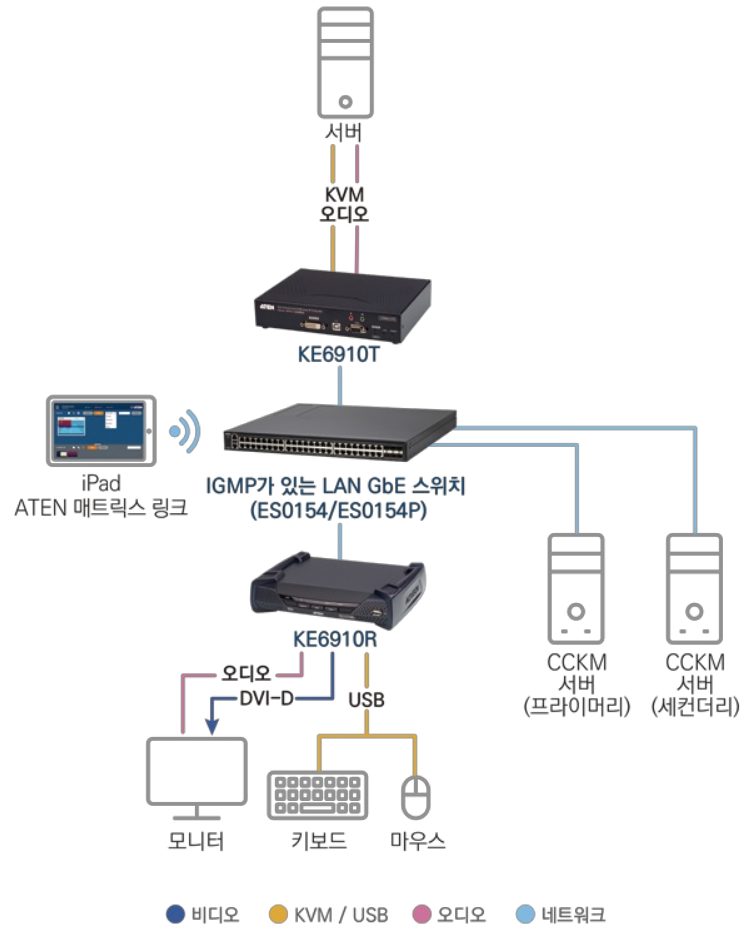 서버
KVM
오디오
ATEN
KE6910T
iPad
ATEN 매트릭스 링크
IGMP가 있는 LAN GbE 스위치
(ES0154/ES0154P)
KE6910R
오디오
DVI-D
USB
CCKM
서버
(프라이머리)
CCKM
서버
(세컨더리)
모니터
키보드
마우스
비디오
KVM / USB
오디오
네트워크